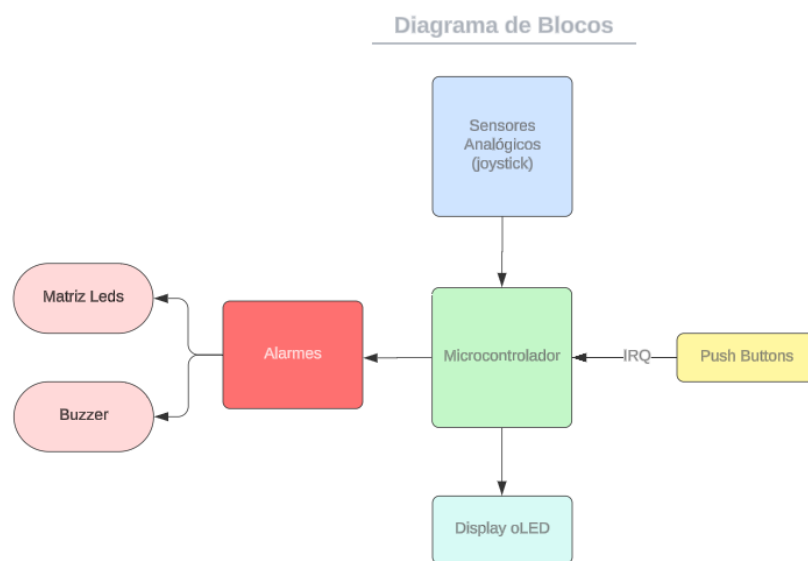 Diagrama de Blocos
Sensores
Analógicos
(joystick)
Matriz Leds
Alarmes
Microcontrolador
IRQ
Push Buttons
Buzzer
Display oLED